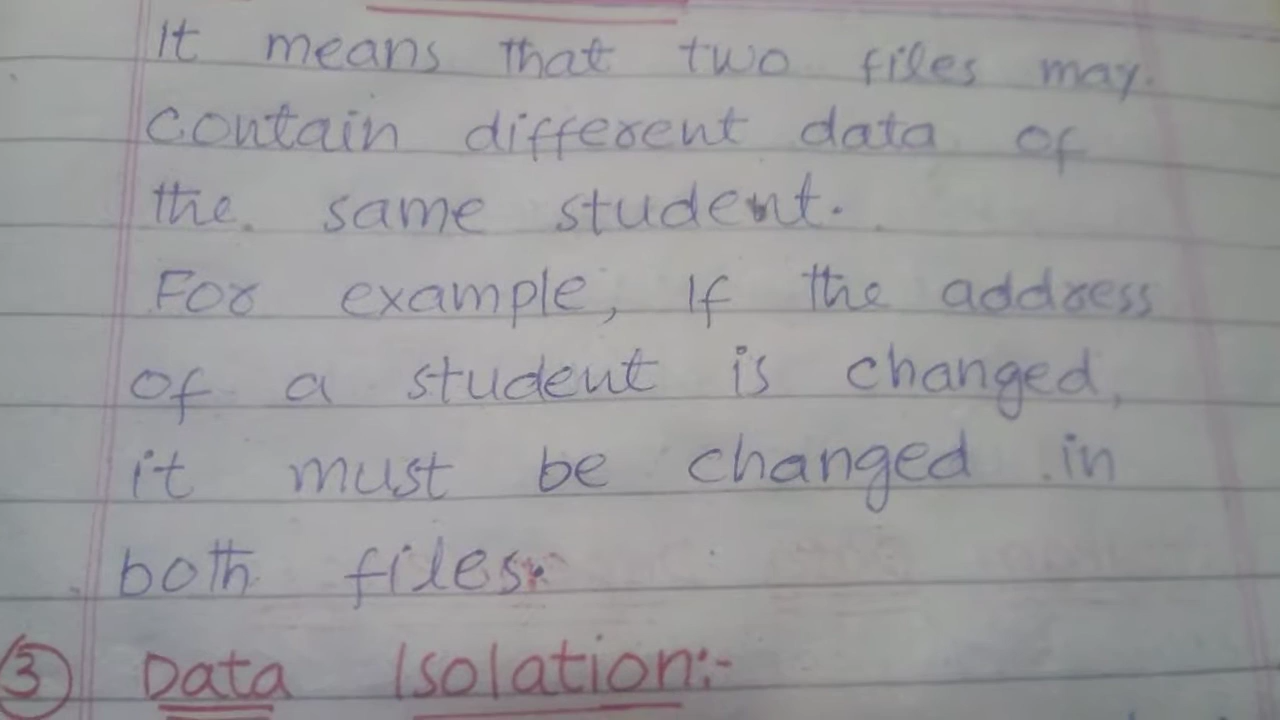 It means that two files may.
contain different data of
the same student.
For example, If the address
of a student is changed,
it must be changed in
both files.
③ Data Isolation:-